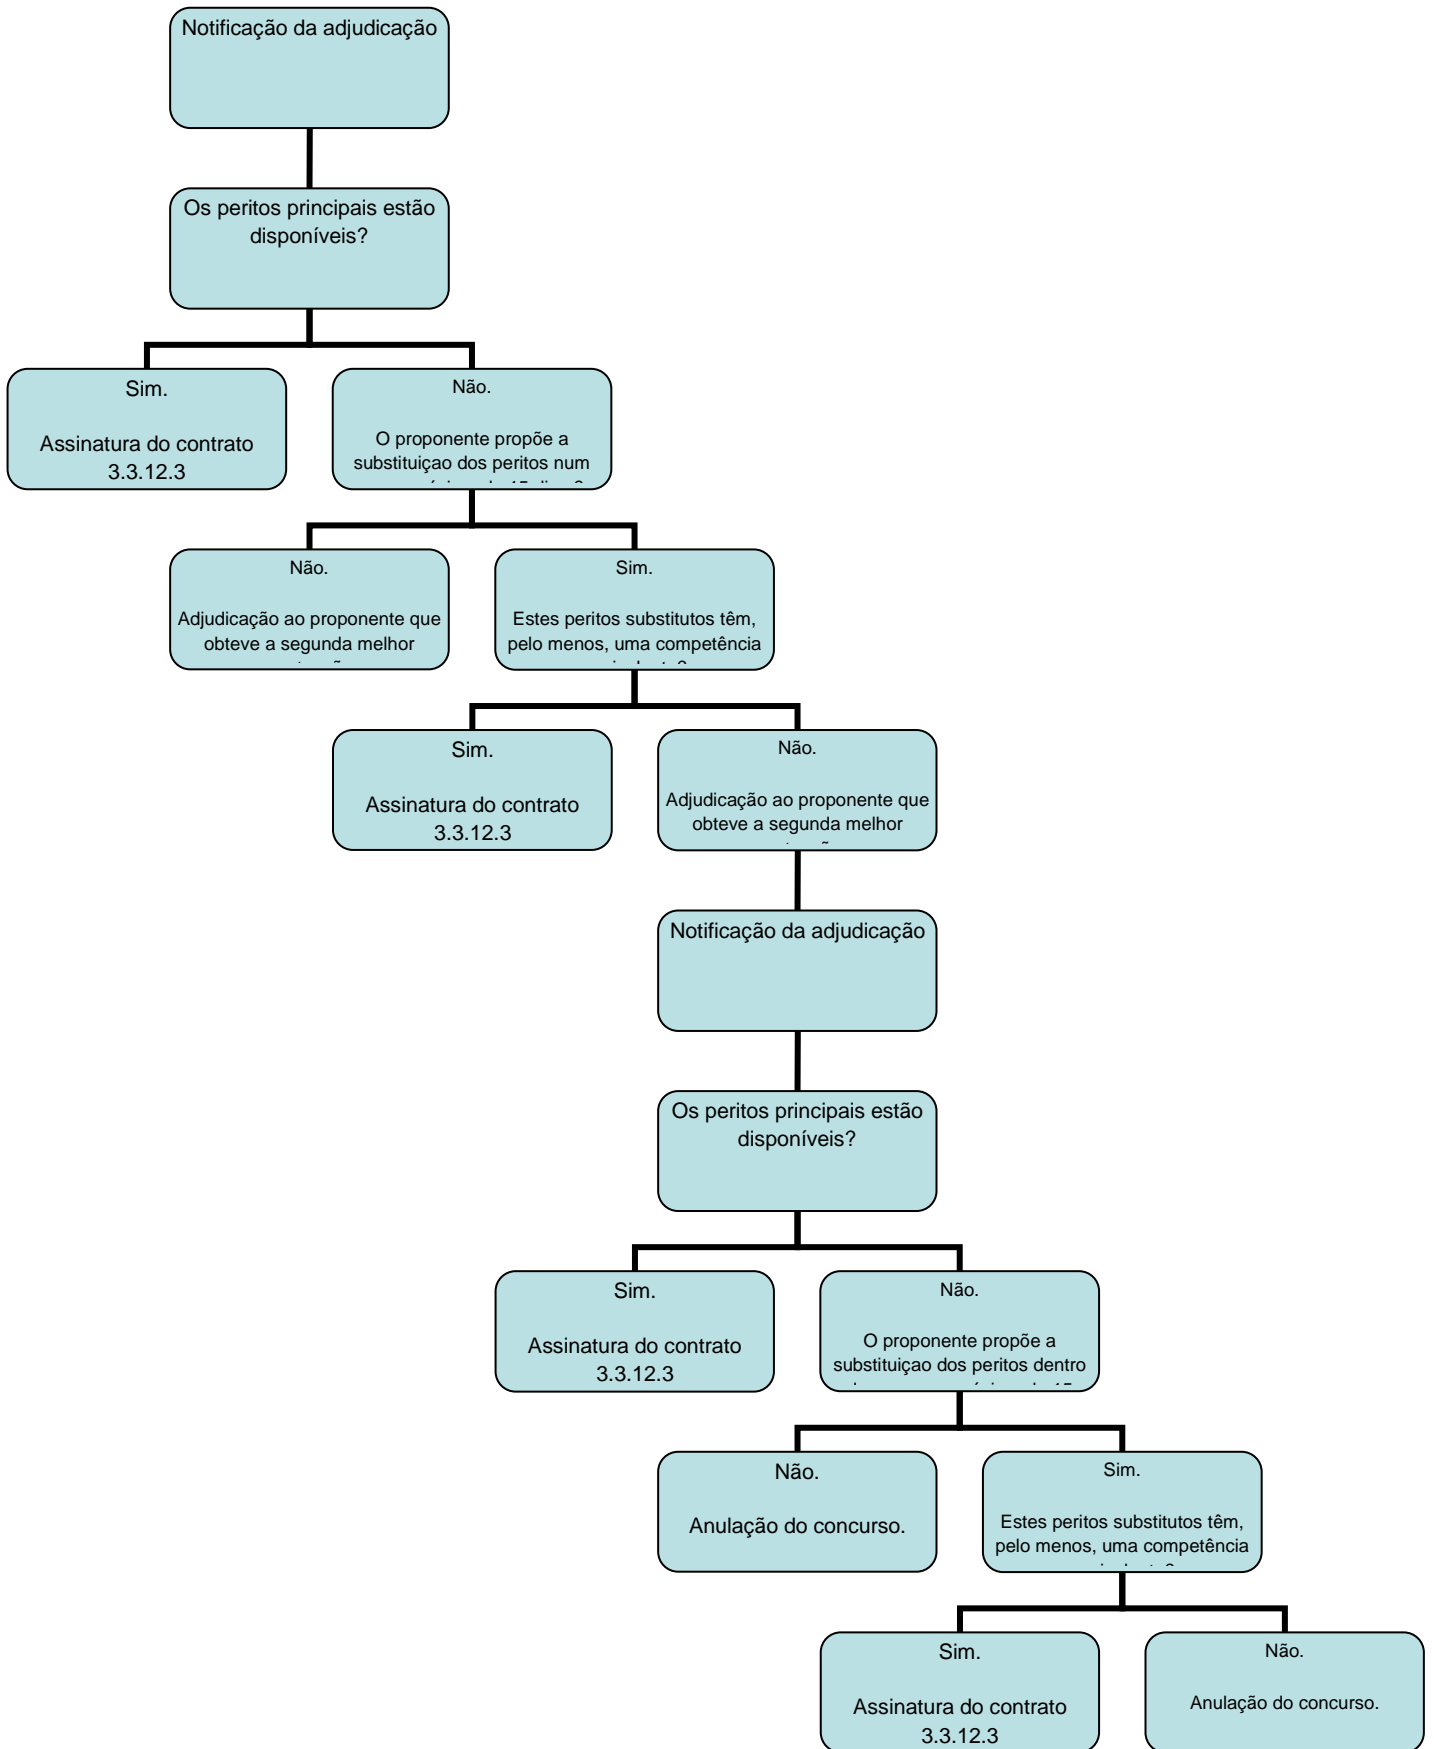 Notificação da adjudicação
Os peritos principais estão
disponíveis?
Sim.
Assinatura do contrato
3.3.12.3
Não.
O proponente propõe a
substituiçao dos peritos num
Não.
Adjudicação ao proponente que
obteve a segunda melhor
Sim.
Estes peritos substitutos têm,
pelo menos, uma competência
Sim.
Assinatura do contrato
3.3.12.3
Não.
Adjudicação ao proponente que
obteve a segunda melhor
Notificação da adjudicação
Os peritos principais estão
disponíveis?
Sim.
Assinatura do contrato
3.3.12.3
Não.
O proponente propõe a
substituiçao dos peritos dentro
Não.
Anulação do concurso.
Sim.
Estes peritos substitutos têm,
pelo menos, uma competência
Sim.
Assinatura do contrato
3.3.12.3
Não.
Anulação do concurso.